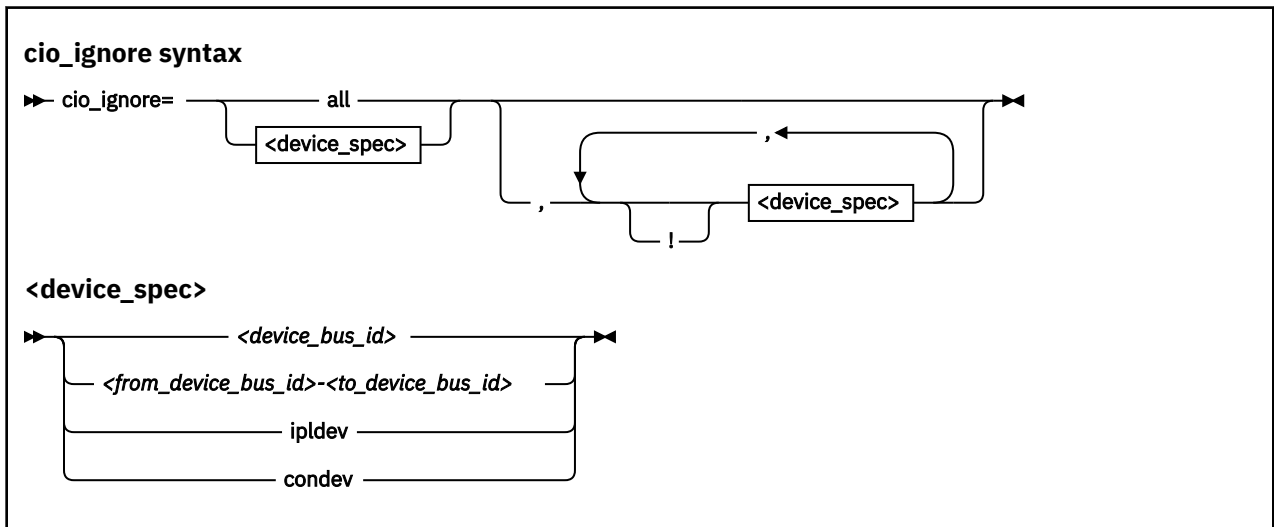 cio_ignore syntax
cio_ignore= all
<device_spec>
,
, <device_spec>
!
<device_spec>
<device_bus_id>
<from_device_bus_id>-<to_device_bus_id>
ipldev
condev